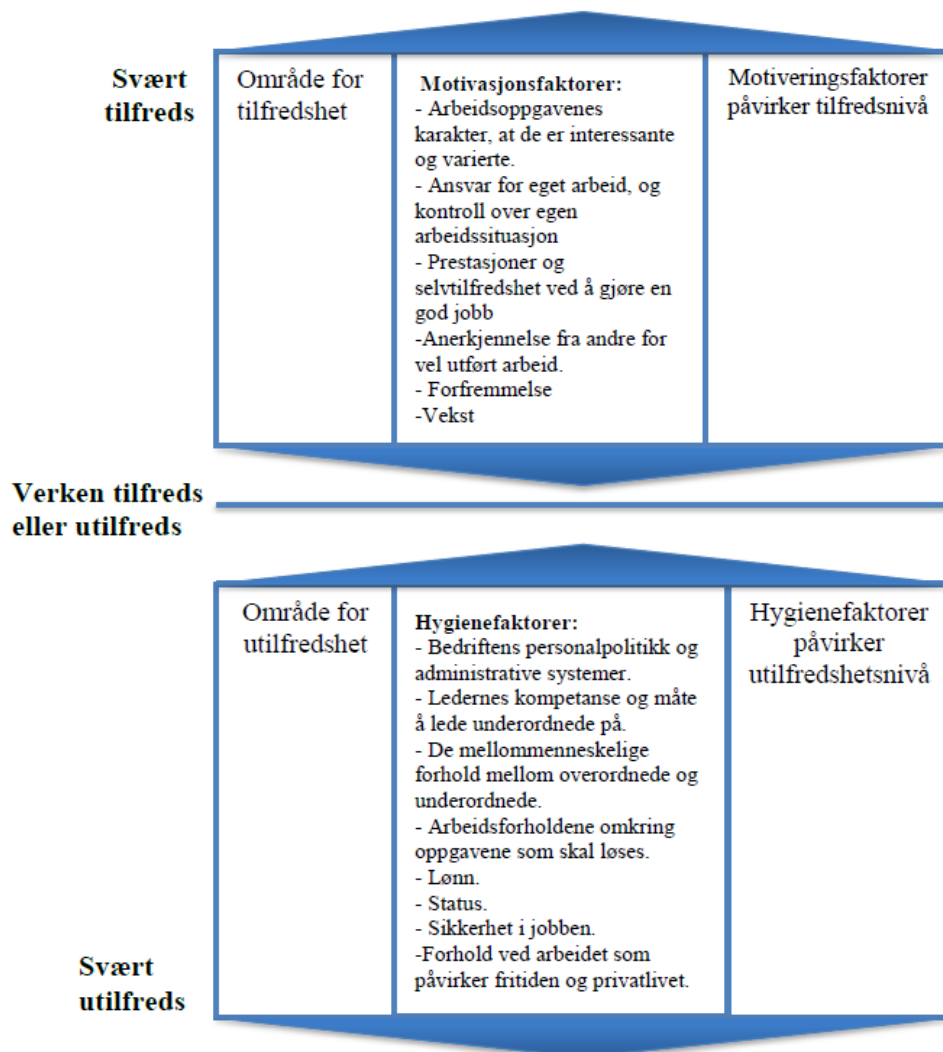 Svært
tilfreds
Område for
tilfredshet
Motivasjonsfaktorer:
- Arbeidsoppgavenes
karakter, at de er interessante
og varierte.
- Ansvar for eget arbeid, og
kontroll over egen
arbeidssituasjon
- Prestasjoner og
selvtilfredshet ved å gjøre en
god jobb
-Anerkjennelse fra andre for
vel utført arbeid.
- Forfremmelse
-Vekst
Motiveringsfaktorer
påvirker tilfredsnivå
Verken tilfreds
eller utilfreds
Område for
utilfredshet
Hygienefaktorer:
- Bedriftens personalpolitikk og
administrative systemer.
- Ledernes kompetanse og måte
å lede underordnede på.
- De mellommenneskelige
forhold mellom overordnede og
underordnede.
- Arbeidsforholdene omkring
oppgavene som skal løses.
- Lønn.
- Status.
- Sikkerhet i jobben.
-Forhold ved arbeidet som
påvirker fritiden og privatlivet.
Hygienefaktorer
påvirker
utilfredshetsnivå
Svært
utilfreds